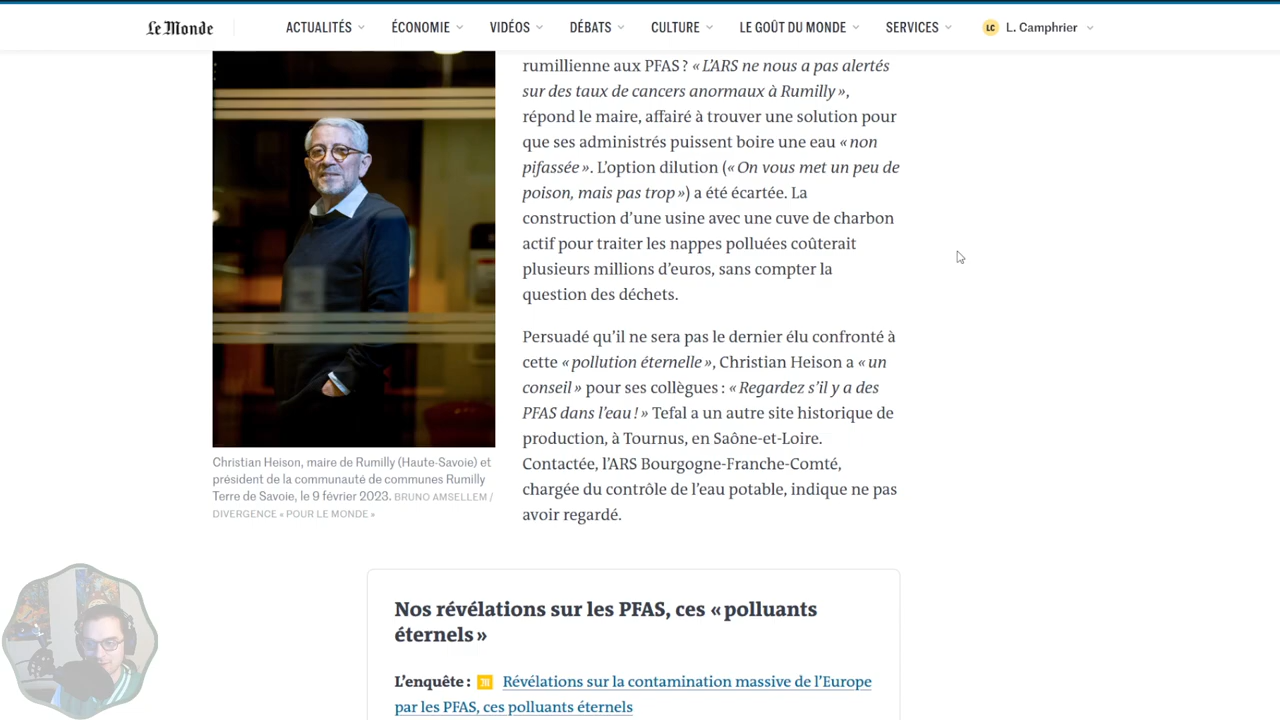 Le Monde
ACTUALITÉS
ÉCONOMIE
VIDÉOS
DÉBATS
CULTURE
LE GOÛT DU MONDE
SERVICES
LC
L. Camphrier
rumillienne aux PFAS ? « L’ARS ne nous a pas alertés
sur des taux de cancers anormaux à Rumilly »,
répond le maire, affairé à trouver une solution pour
que ses administrés puissent boire une eau « non
pifassée ». L’option dilution (« On vous met un peu de
poison, mais pas trop ») a été écartée. La
construction d’une usine avec une cuve de charbon
actif pour traiter les nappes polluées coûterait
plusieurs millions d’euros, sans compter la
question des déchets.
Persuadé qu’il ne sera pas le dernier élu confronté à
cette « pollution éternelle », Christian Heison a « un
conseil » pour ses collègues : « Regardez s’il y a des
PFAS dans l’eau ! » Tefal a un autre site historique de
production, à Tournus, en Saône-et-Loire.
Contactée, l’ARS Bourgogne-Franche-Comté,
chargée du contrôle de l’eau potable, indique ne pas
avoir regardé.
Christian Heison, maire de Rumilly (Haute-Savoie) et
président de la communauté de communes Rumilly
Terre de Savoie, le 9 février 2023. BRUNO AMSELLEM /
DIVERGENCE « POUR LE MONDE »
Nos révélations sur les PFAS, ces « polluants
éternels »
L’enquête : Révélations sur la contamination massive de l’Europe
par les PFAS, ces polluants éternels